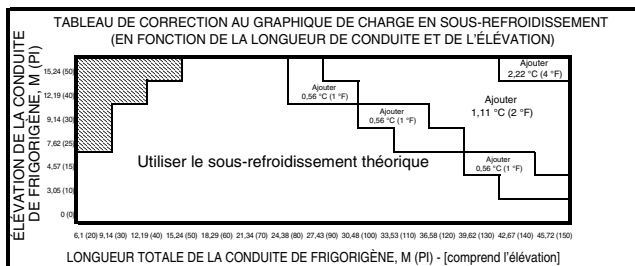 TABLEAU DE CORRECTION AU GRAPHIQUE DE CHARGE EN SOUS-REFROIDISSEMENT
(EN FONCTION DE LA LONGUEUR DE CONDUITE ET DE L'ÉLÉVATION)
ÉLÉVATION DE LA CONDUITE
DE FRIGORIGÈNE, M (PI)
15,24 (50)
12,19 (40)
9,14 (30)
7,62 (25)
4,57 (15)
3,05 (10)
0 (0)
Ajouter
2,22 °C (4 °F)
Ajouter
0,56 °C (1 °F)
Ajouter
1,11 °C (2 °F)
Ajouter
0,56 °C (1 °F)
Utiliser le sous-refroidissement théorique
Ajouter
0,56 °C (1 °F)
6,1 (20) 9,14 (30) 12,19 (40) 15,24 (50) 18,29 (60) 21,34 (70) 24,38 (80) 27,43 (90) 30,48 (100) 33,53 (110) 36,58 (120) 39,62 (130) 42,67 (140) 45,72 (150)
LONGUEUR TOTALE DE LA CONDUITE DE FRIGORIGÈNE, M (PI) - [comprend l'élévation]